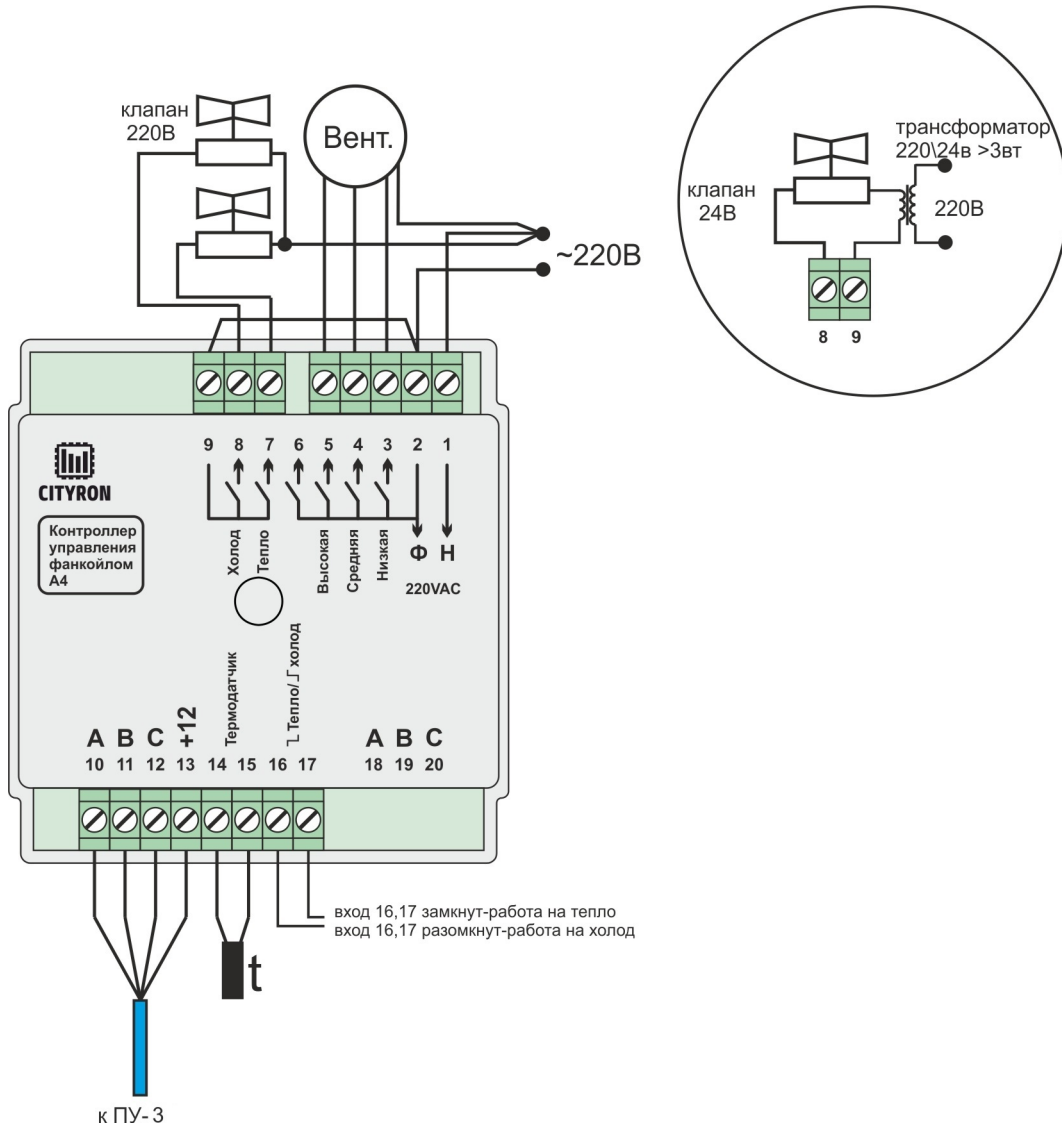 клапан
220В
Вент.
~220В
трансформатор
220\24в >3вт
клапан
24В
220В
8 9
9 8 7 6 5 4 3 2 1
CITYRON
Контроллер
управления
фанкойлом
А4
Холод
Тепло
Высокая
Средняя
Низкая
Ф Н
220VAC
Термодатчик
Тепло/ холод
A B C +12
10 11 12 13 14 15 16 17
A B C
18 19 20
вход 16,17 замкнут-работа на тепло
вход 16,17 разомкнут-работа на холод
t
к ПУ-3